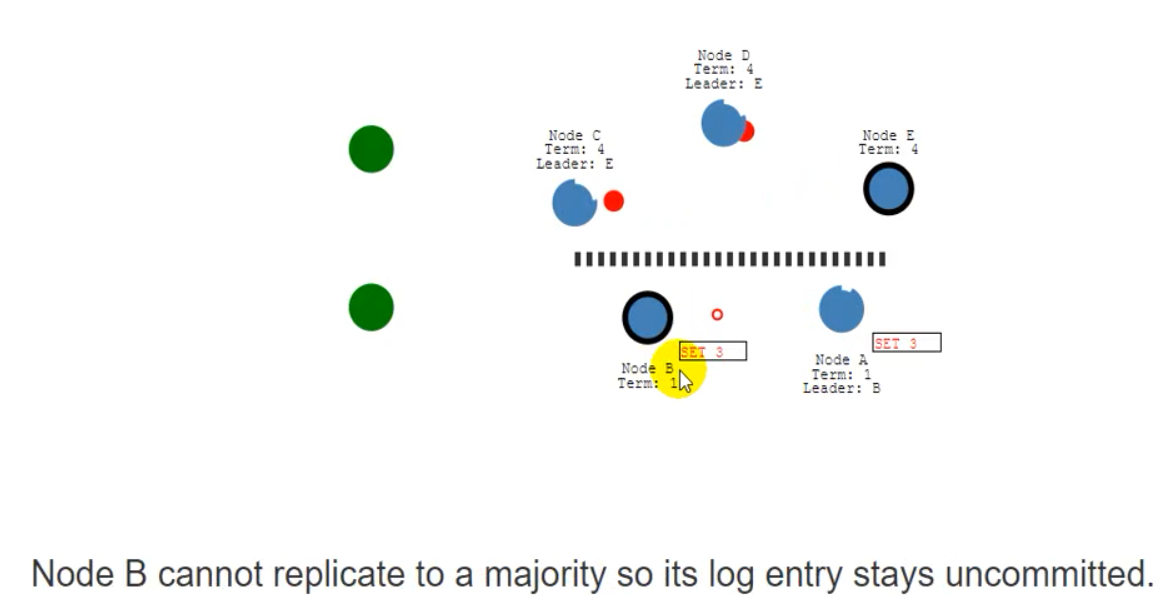 Node D
Term: 4
Leader: E
Node C
Term: 4
Leader: E
Node E
Term: 4
SET 3
Node B
Term: 1
SET 3
Node A
Term: 1
Leader: B
Node B cannot replicate to a majority so its log entry stays uncommitted.